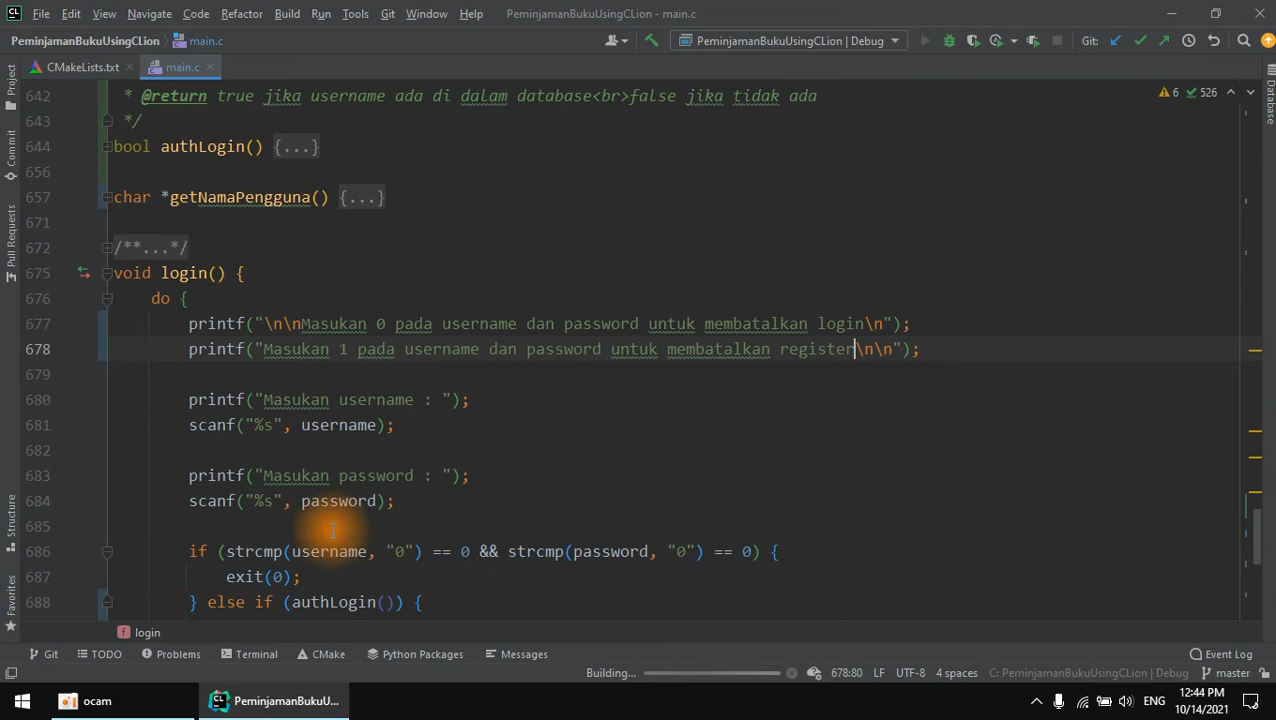 File Edit View Navigate Code Refactor Build Run Tools Git Window Help PeminjamanBukuUsingCLion - main.c
PeminjamanBukuUsingCLion main.c PeminjamanBukuUsingCLion | Debug Git:
CMakeLists.txt main.c
6 526
642 * @return true jika username ada di dalam database<br>false jika tidak ada
643 */
644 bool authLogin() {...}
656
657 char *getNamaPengguna() {...}
671
672 /**...*/
675 void login() {
676 do {
677 printf("\n\nMasukan 0 pada username dan password untuk membatalkan login\n");
678 printf("Masukan 1 pada username dan password untuk membatalkan register\n\n");
679
680 printf("Masukan username : ");
681 scanf("%s", username);
682
683 printf("Masukan password : ");
684 scanf("%s", password);
685
686 if (strcmp(username, "0") == 0 && strcmp(password, "0") == 0) {
687 exit(0);
688 } else if (authLogin()) {
Project
Commit
Pull Requests
Structure
Favorites
Database
f login
Git TODO Problems Terminal CMake Python Packages Messages Event Log
Building... 678:80 LF UTF-8 4 spaces C: PeminjamanBukuUsingCLion | Debug master
ocam PeminjamanBukuU... ENG 12:44 PM
10/14/2021